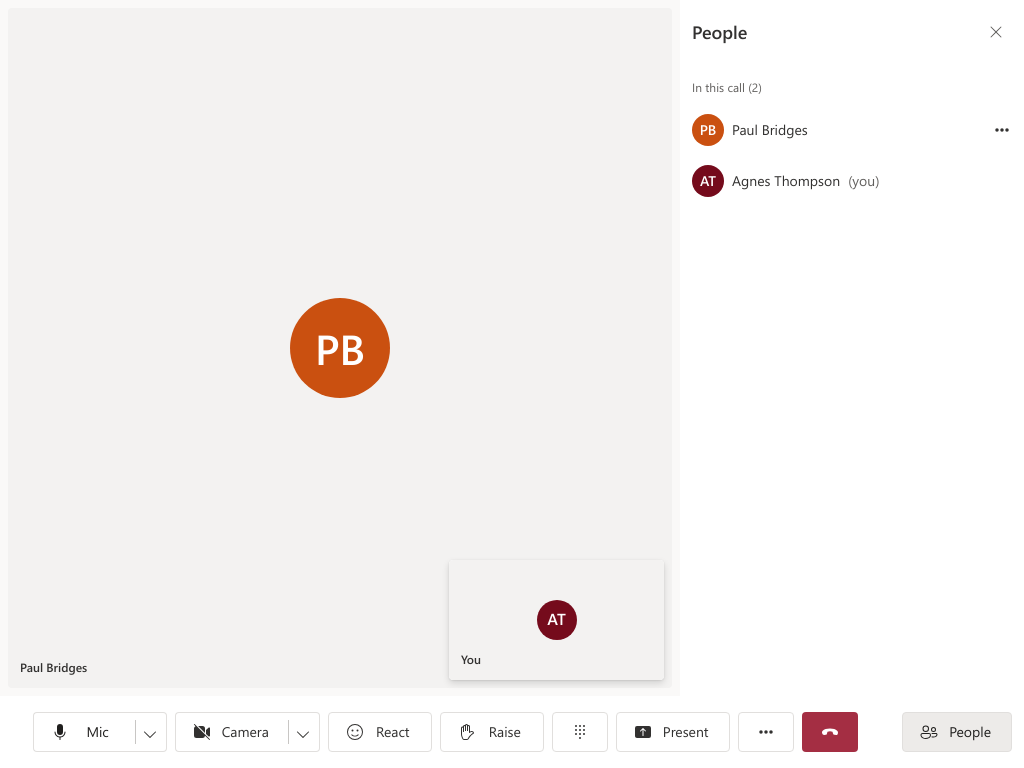 People
In this call (2)
PB Paul Bridges
AT Agnes Thompson (you)
PB
AT
You
Paul Bridges
Mic Camera React Raise Present People